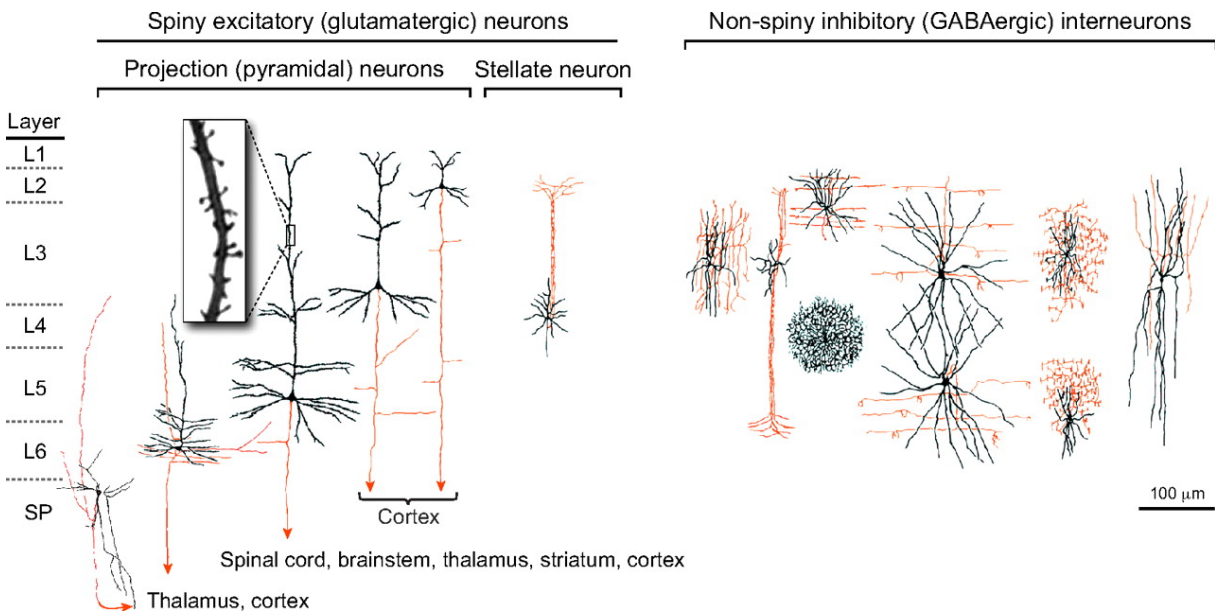 Spiny excitatory (glutamatergic) neurons
Non-spiny inhibitory (GABAergic) interneurons
Projection (pyramidal) neurons
Stellate neuron
Layer
L1
L2
L3
L4
L5
L6
SP
Cortex
100 μm
Spinal cord, brainstem, thalamus, striatum, cortex
Thalamus, cortex